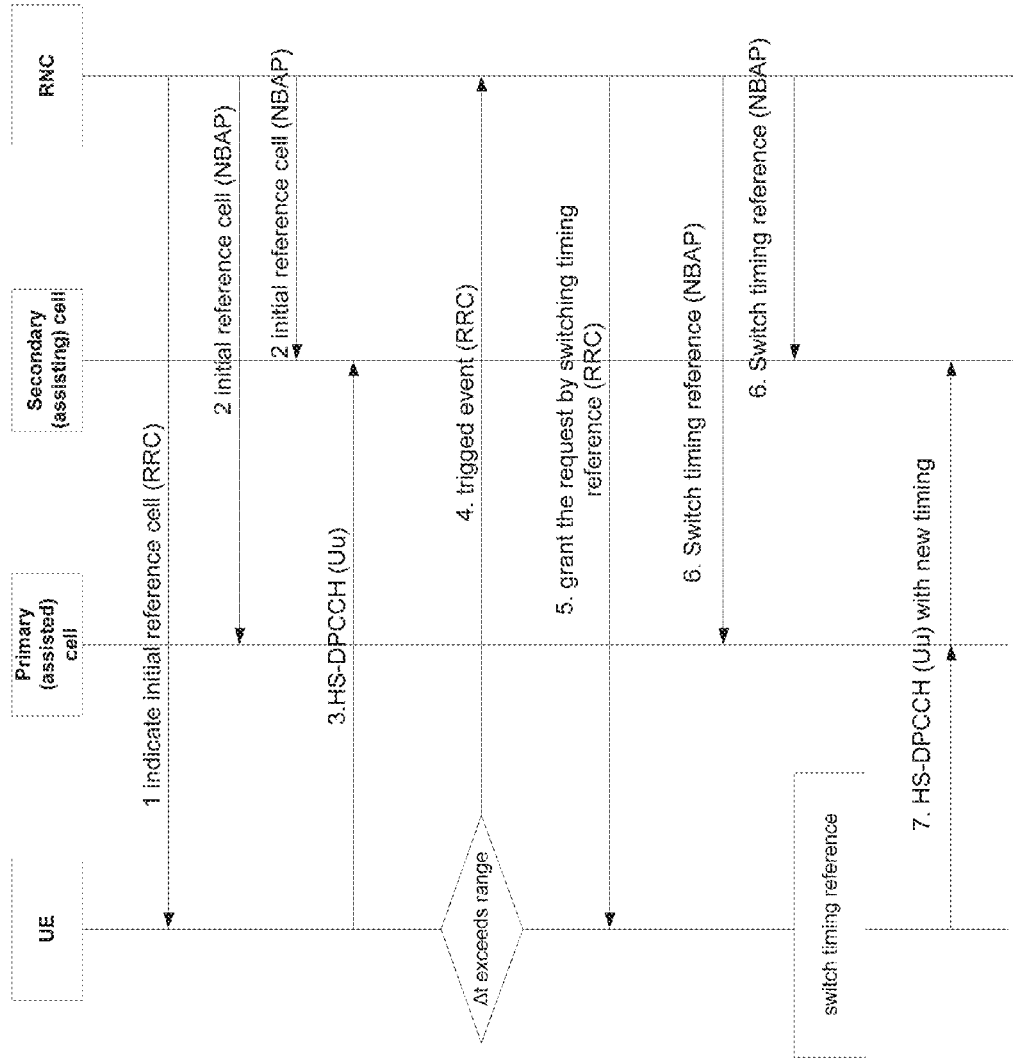 UE
Primary
(assisted)
cell
Secondary
(assisting) cell
RNC
1 indicate initial reference cell (RRC)
2 initial reference cell (NBAP)
2 initial reference cell (NBAP)
3.HS-DPCCH (Uu)
Δt exceeds range
4. trigged event (RRC)
5. grant the request by switching timing
reference (RRC)
6. Switch timing reference (NBAP)
6. Switch timing reference (NBAP)
switch timing reference
7. HS-DPCCH (Uu) with new timing